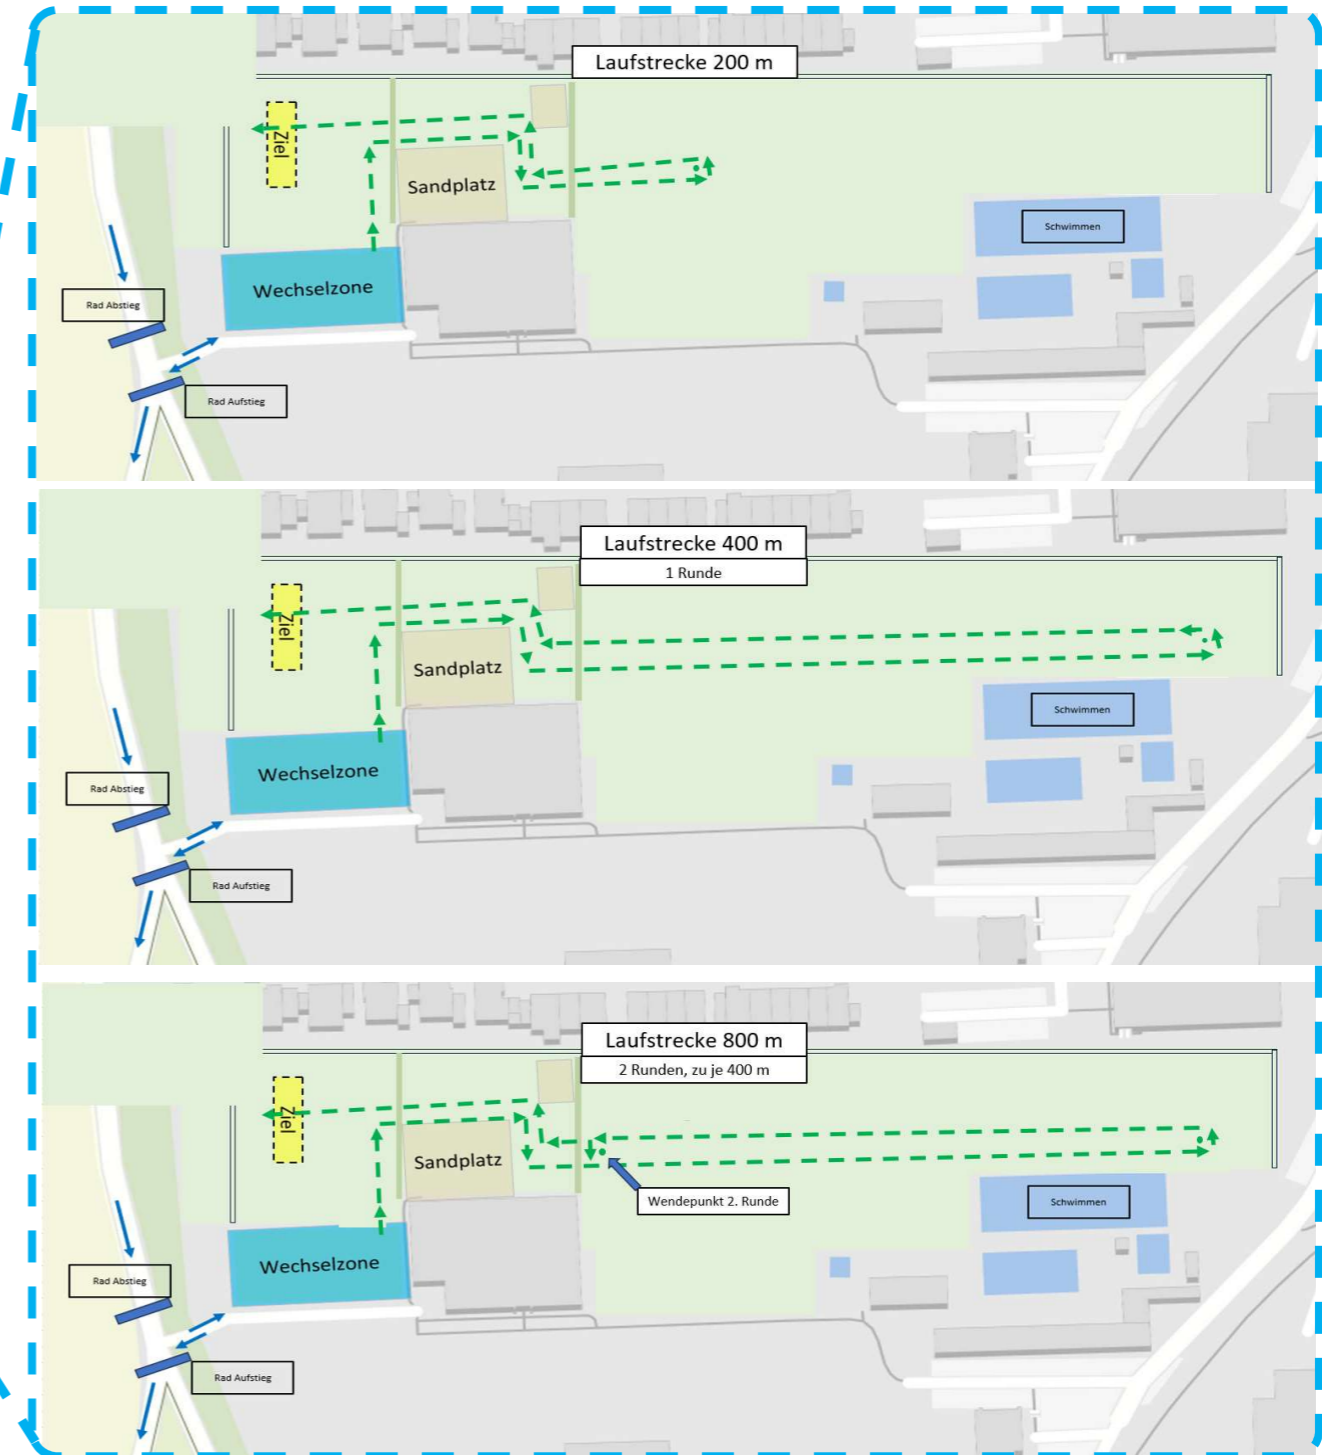 Laufstrecke 200 m
Ziel
Sandplatz
Schwimmen
Wechselzone
Rad Abstieg
Rad Aufstieg
Laufstrecke 400 m
1 Runde
Ziel
Sandplatz
Schwimmen
Wechselzone
Rad Abstieg
Rad Aufstieg
Laufstrecke 800 m
2 Runden, zu je 400 m
Ziel
Sandplatz
Wendepunkt 2. Runde
Schwimmen
Wechselzone
Rad Abstieg
Rad Aufstieg